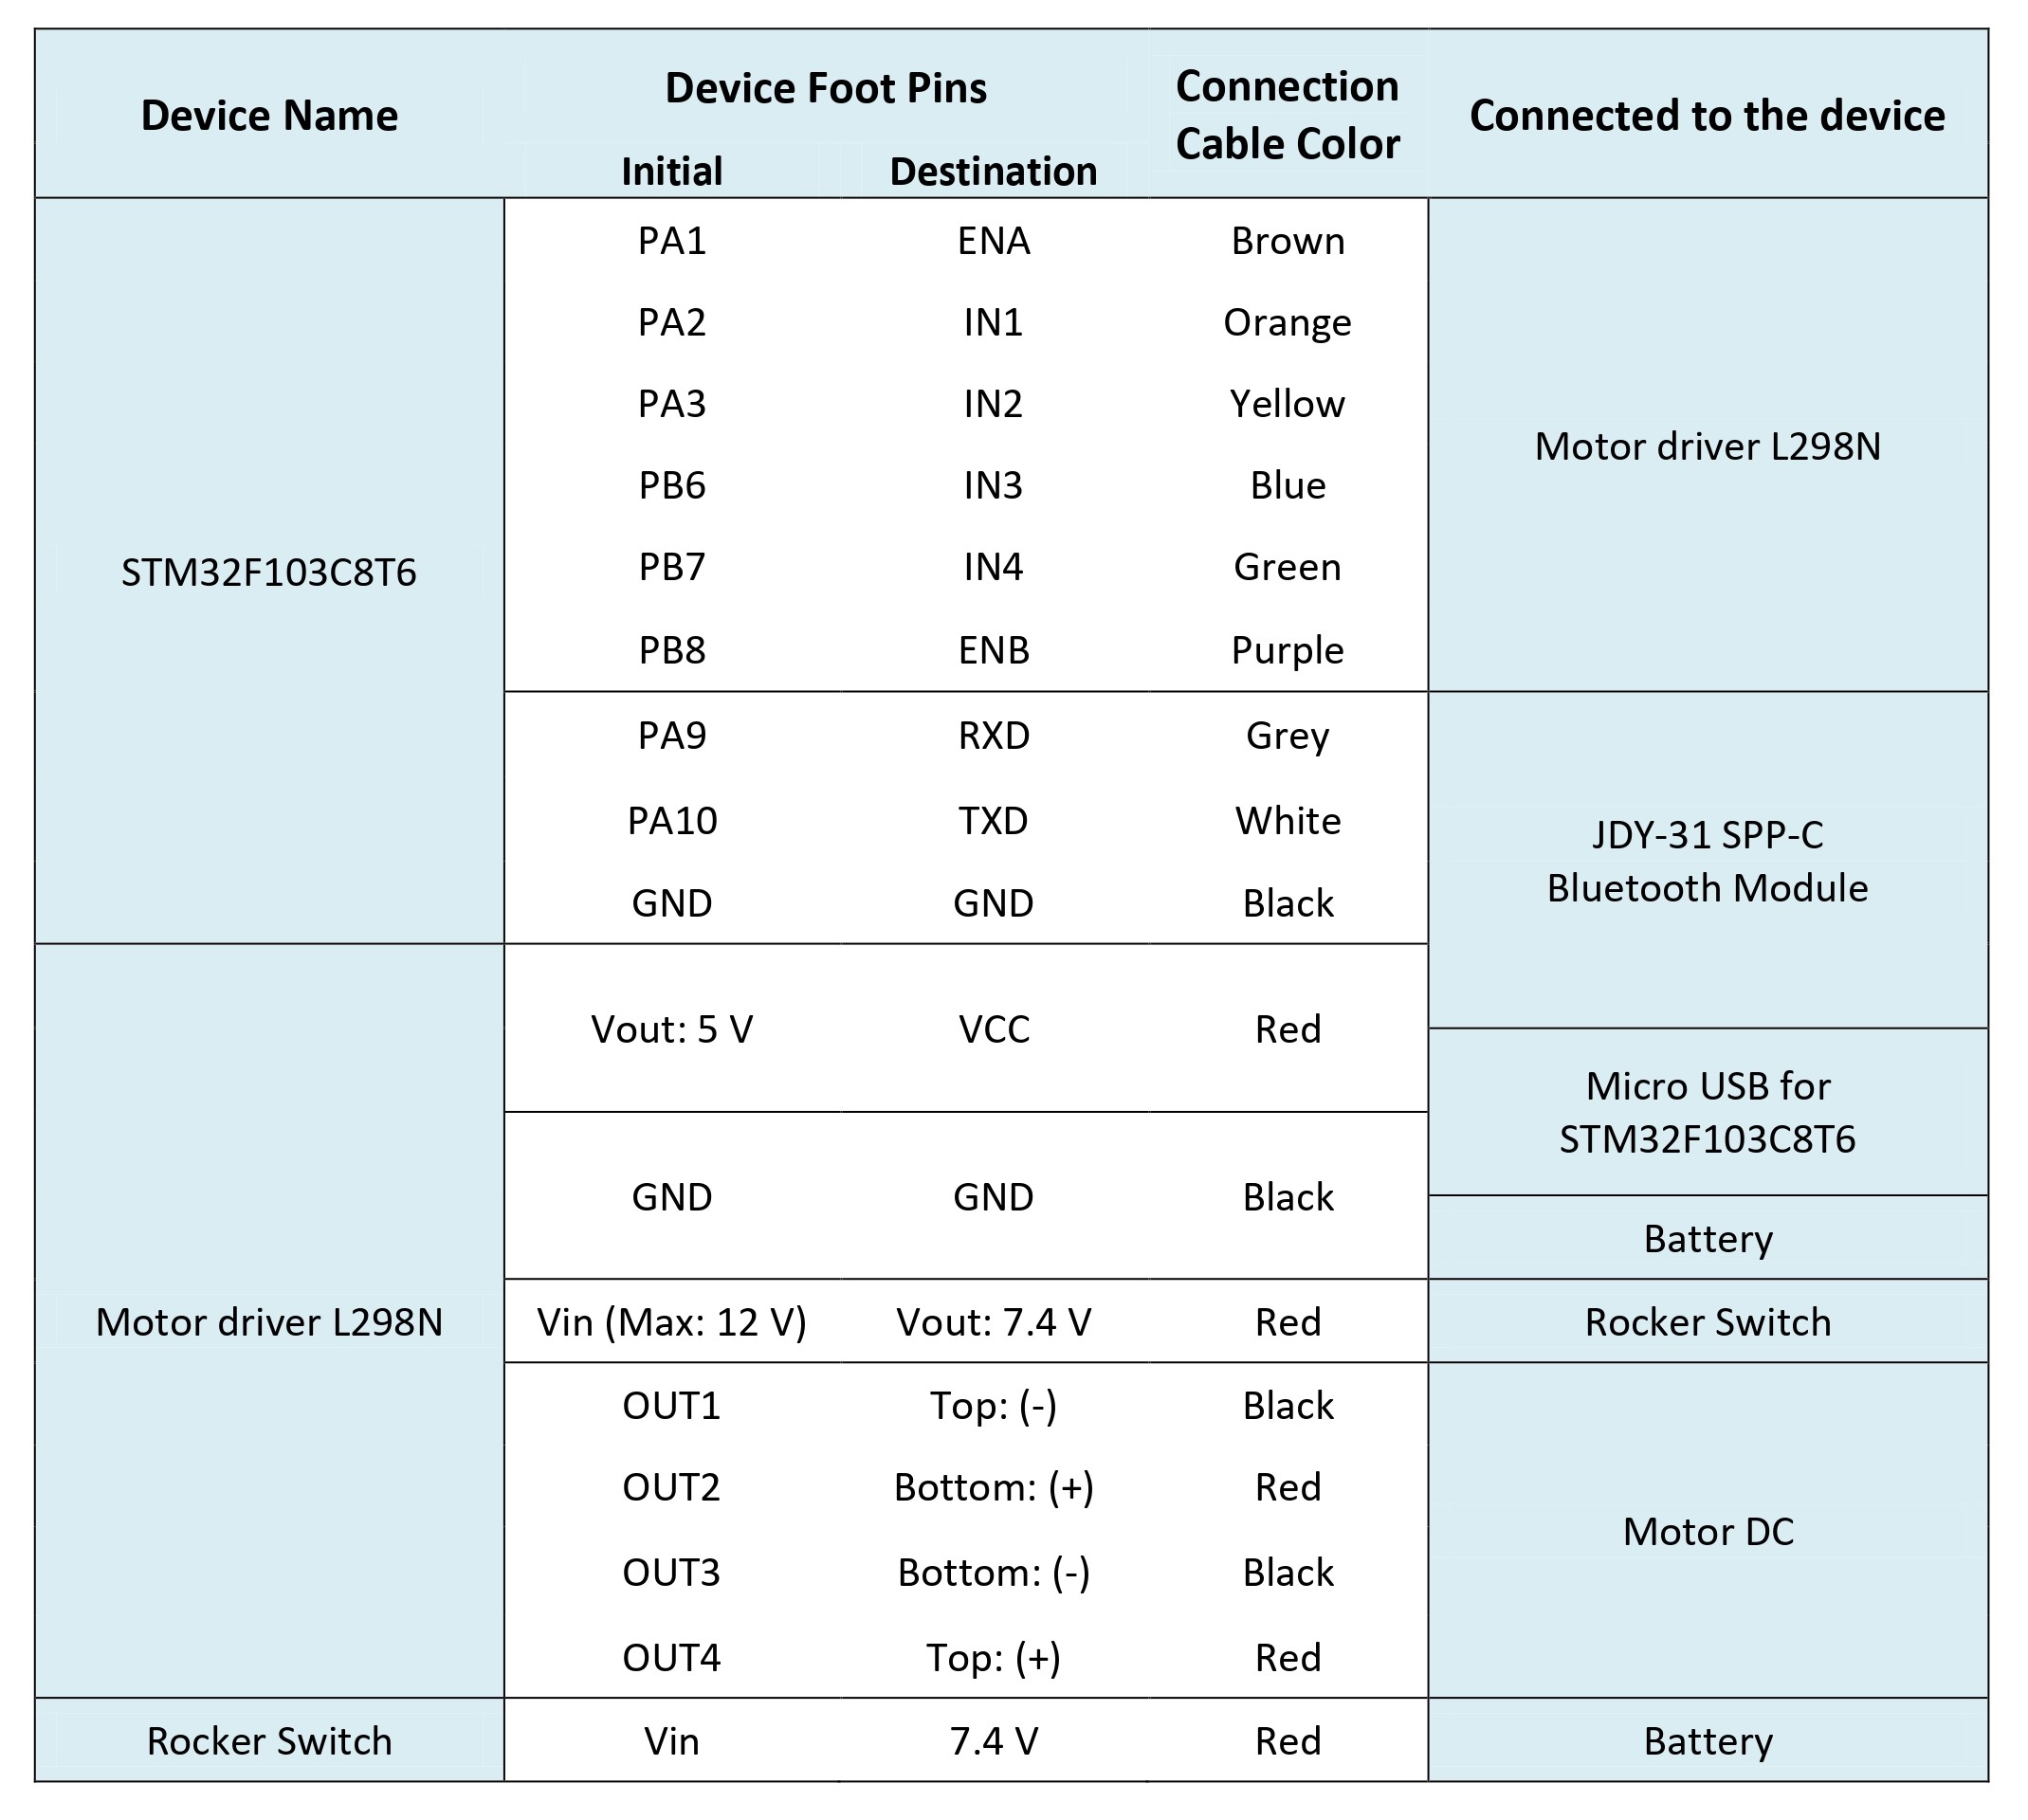 Device Name Device Foot Pins Connection Cable Color Connected to the device
Initial Destination
STM32F103C8T6 PA1 ENA Brown Motor driver L298N
PA2 IN1 Orange
PA3 IN2 Yellow
PB6 IN3 Blue
PB7 IN4 Green
PB8 ENB Purple
PA9 RXD Grey JDY-31 SPP-C Bluetooth Module
PA10 TXD White
GND GND Black
Motor driver L298N Vout: 5 V VCC Red
Micro USB for STM32F103C8T6
GND GND Black
Battery
Vin (Max: 12 V) Vout: 7.4 V Red Rocker Switch
OUT1 Top: (-) Black Motor DC
OUT2 Bottom: (+) Red
OUT3 Bottom: (-) Black
OUT4 Top: (+) Red
Rocker Switch Vin 7.4 V Red Battery